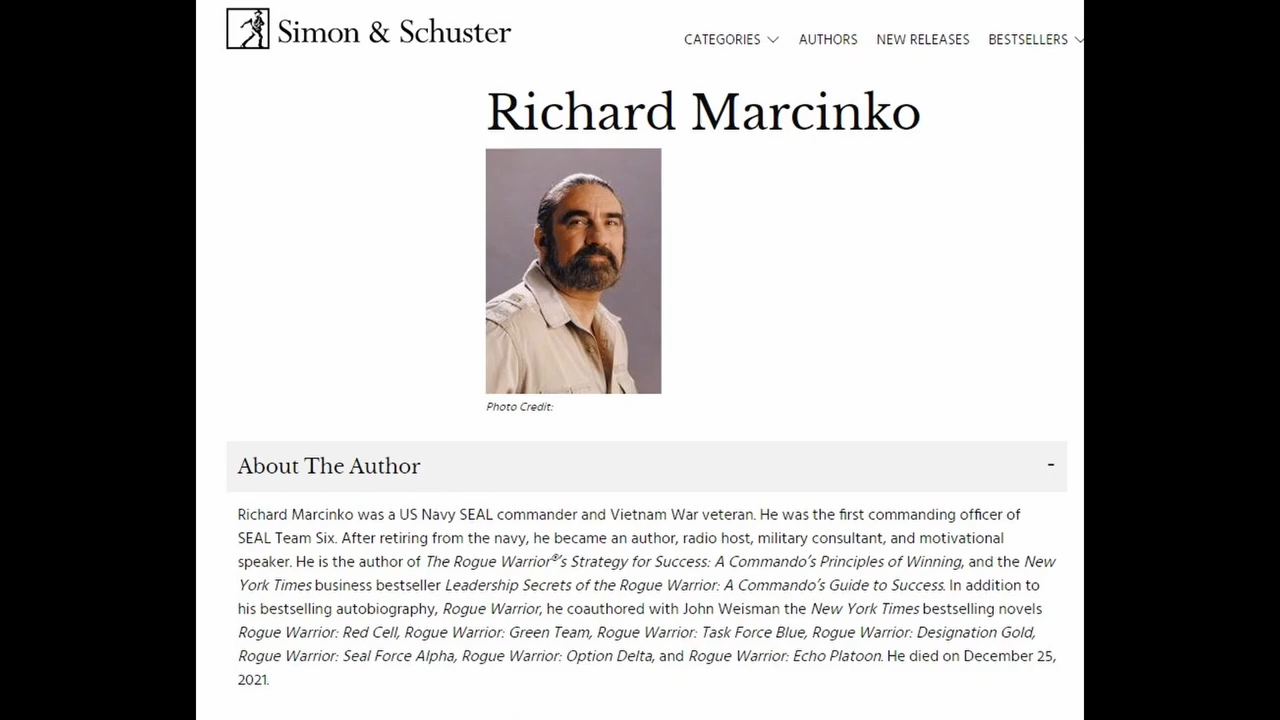 Simon & Schuster
CATEGORIES AUTHORS NEW RELEASES BESTSELLERS
Richard Marcinko
Photo Credit:
About The Author -
Richard Marcinko was a US Navy SEAL commander and Vietnam War veteran. He was the first commanding officer of
SEAL Team Six. After retiring from the navy, he became an author, radio host, military consultant, and motivational
speaker. He is the author of The Rogue Warrior®'s Strategy for Success: A Commando's Principles of Winning, and the New
York Times business bestseller Leadership Secrets of the Rogue Warrior: A Commando's Guide to Success. In addition to
his bestselling autobiography, Rogue Warrior, he coauthored with John Weisman the New York Times bestselling novels
Rogue Warrior: Red Cell, Rogue Warrior: Green Team, Rogue Warrior: Task Force Blue, Rogue Warrior: Designation Gold,
Rogue Warrior: Seal Force Alpha, Rogue Warrior: Option Delta, and Rogue Warrior: Echo Platoon. He died on December 25,
2021.